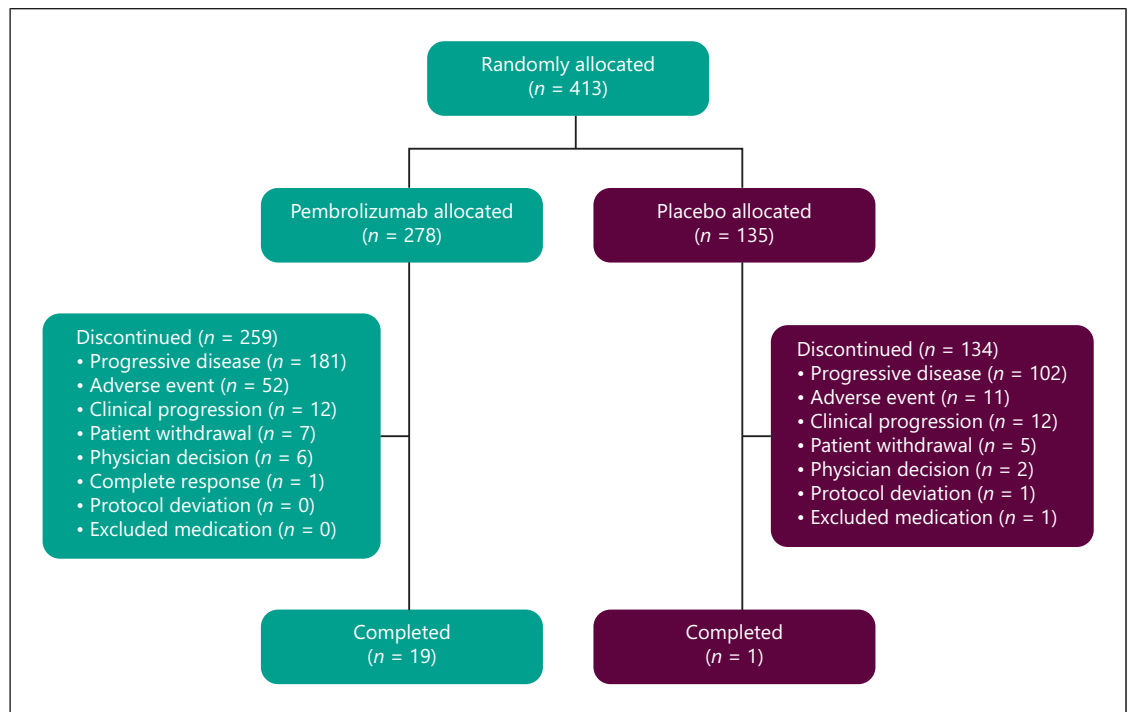 Randomly allocated
(n = 413)
Pembrolizumab allocated
(n = 278)
Placebo allocated
(n = 135)
Discontinued (n = 259)
• Progressive disease (n = 181)
• Adverse event (n = 52)
• Clinical progression (n = 12)
• Patient withdrawal (n = 7)
• Physician decision (n = 6)
• Complete response (n = 1)
• Protocol deviation (n = 0)
• Excluded medication (n = 0)
Discontinued (n = 134)
• Progressive disease (n = 102)
• Adverse event (n = 11)
• Clinical progression (n = 12)
• Patient withdrawal (n = 5)
• Physician decision (n = 2)
• Protocol deviation (n = 1)
• Excluded medication (n = 1)
Completed
(n = 19)
Completed
(n = 1)